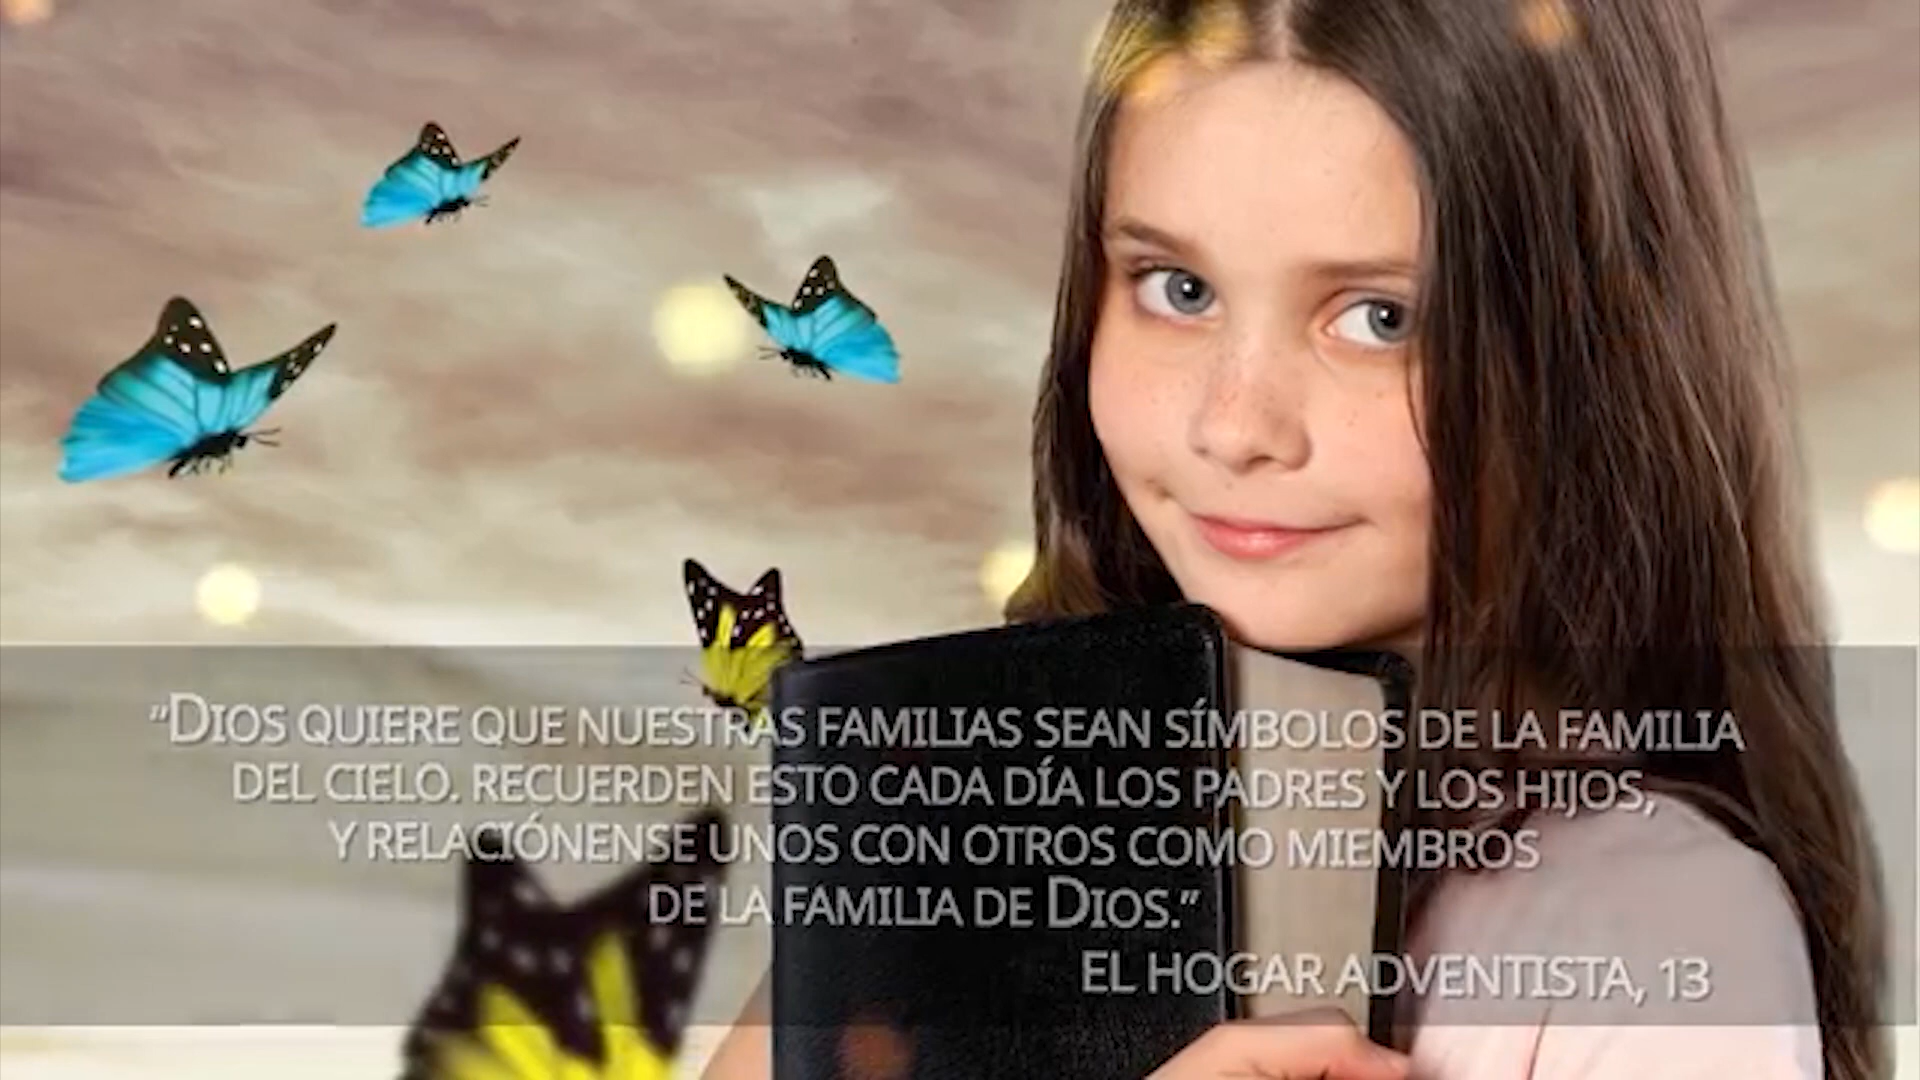 “DIOS QUIERE QUE NUESTRAS FAMILIAS SEAN SÍMBOLOS DE LA FAMILIA
DEL CIELO. RECUERDEN ESTO CADA DÍA LOS PADRES Y LOS HIJOS,
Y RELACIÓNENSE UNOS CON OTROS COMO MIEMBROS
DE LA FAMILIA DE DIOS.”
EL HOGAR ADVENTISTA, 13